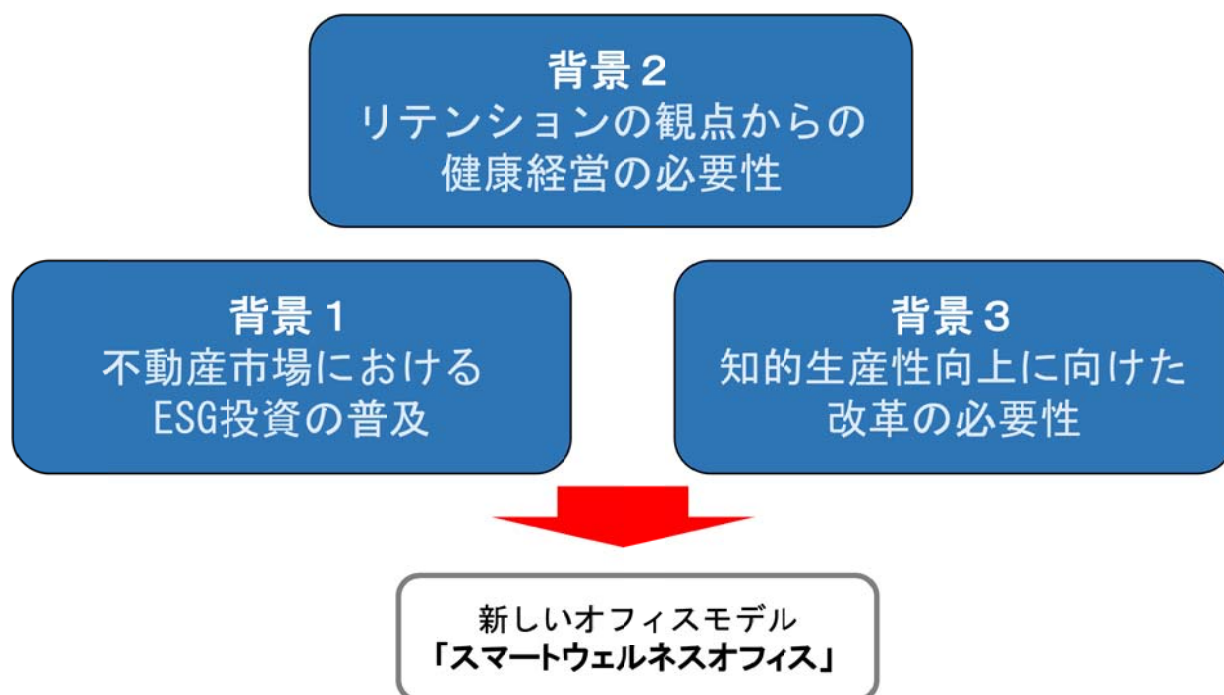 背景２
リテンションの観点からの
健康経営の必要性
背景１
不動産市場における
ESG投資の普及
背景３
知的生産性向上に向けた
改革の必要性
新しいオフィスモデル
「スマートウェルネスオフィス」